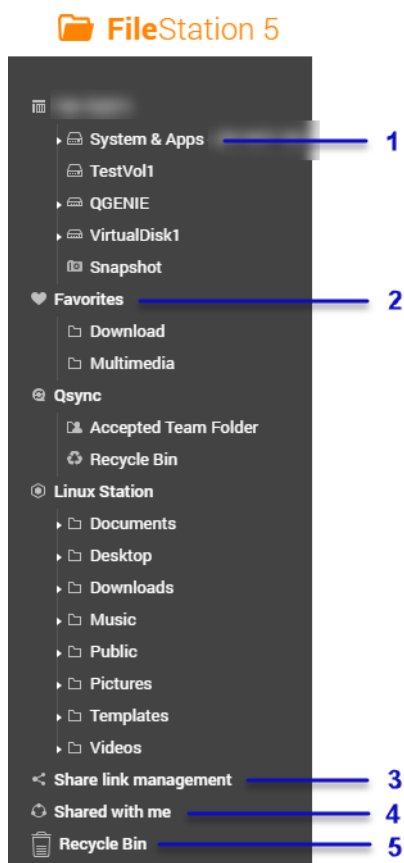 FileStation 5
System & Apps 1
TestVol1
QGENIE
VirtualDisk1
Snapshot
Favorites 2
Download
Multimedia
Qsync
Accepted Team Folder
Recycle Bin
Linux Station
Documents
Desktop
Downloads
Music
Public
Pictures
Templates
Videos
Share link management 3
Shared with me 4
Recycle Bin 5